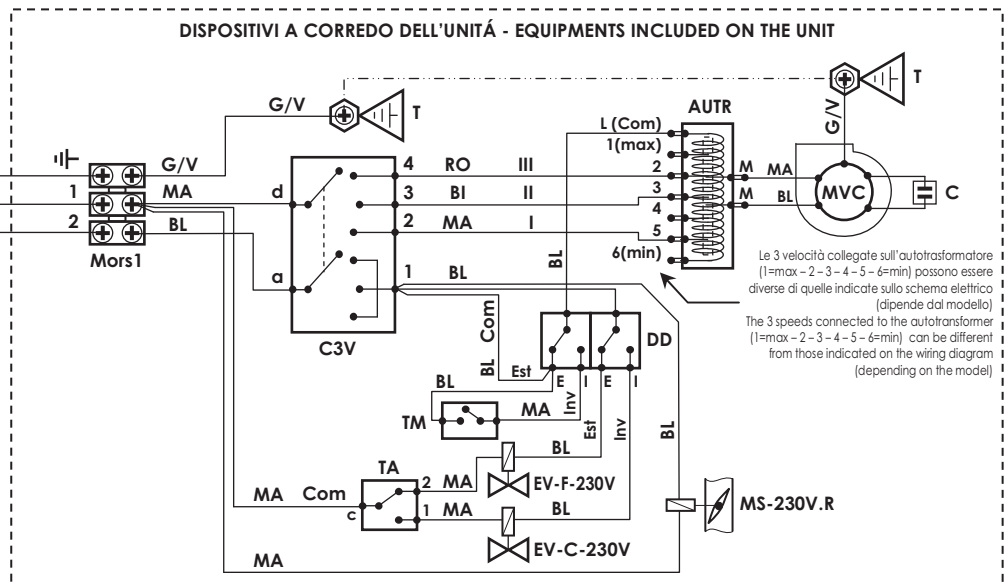 DISPOSITIVI A CORREDO DELL'UNITÁ - EQUIPMENTS INCLUDED ON THE UNIT
T
T
G/V
G/V
AUTR
L (Com)
1(max)
2
3
4
5
6(min)
G/V
MA
BL
1
2
Mors1
d
a
4 RO III
3 BI II
2 MA I
1 BL
C3V
M MA
M BL
MVC
C
Le 3 velocità collegate sull'autotrasformatore
(1=max – 2 – 3 – 4 – 5 – 6=min) possono essere
diverse di quelle indicate sullo schema elettrico
(dipende dal modello)
The 3 speeds connected to the autotransformer
(1=max – 2 – 3 – 4 – 5 – 6=min) can be different
from those indicated on the wiring diagram
(depending on the model)
BL
BL Com
Est
DD
E I E I
BL
TM
MA
Inv
Est
Inv
BL
TA
MA Com
c
2 MA
BL
EV-F-230V
1 MA
BL
EV-C-230V
MS-230V.R
MA